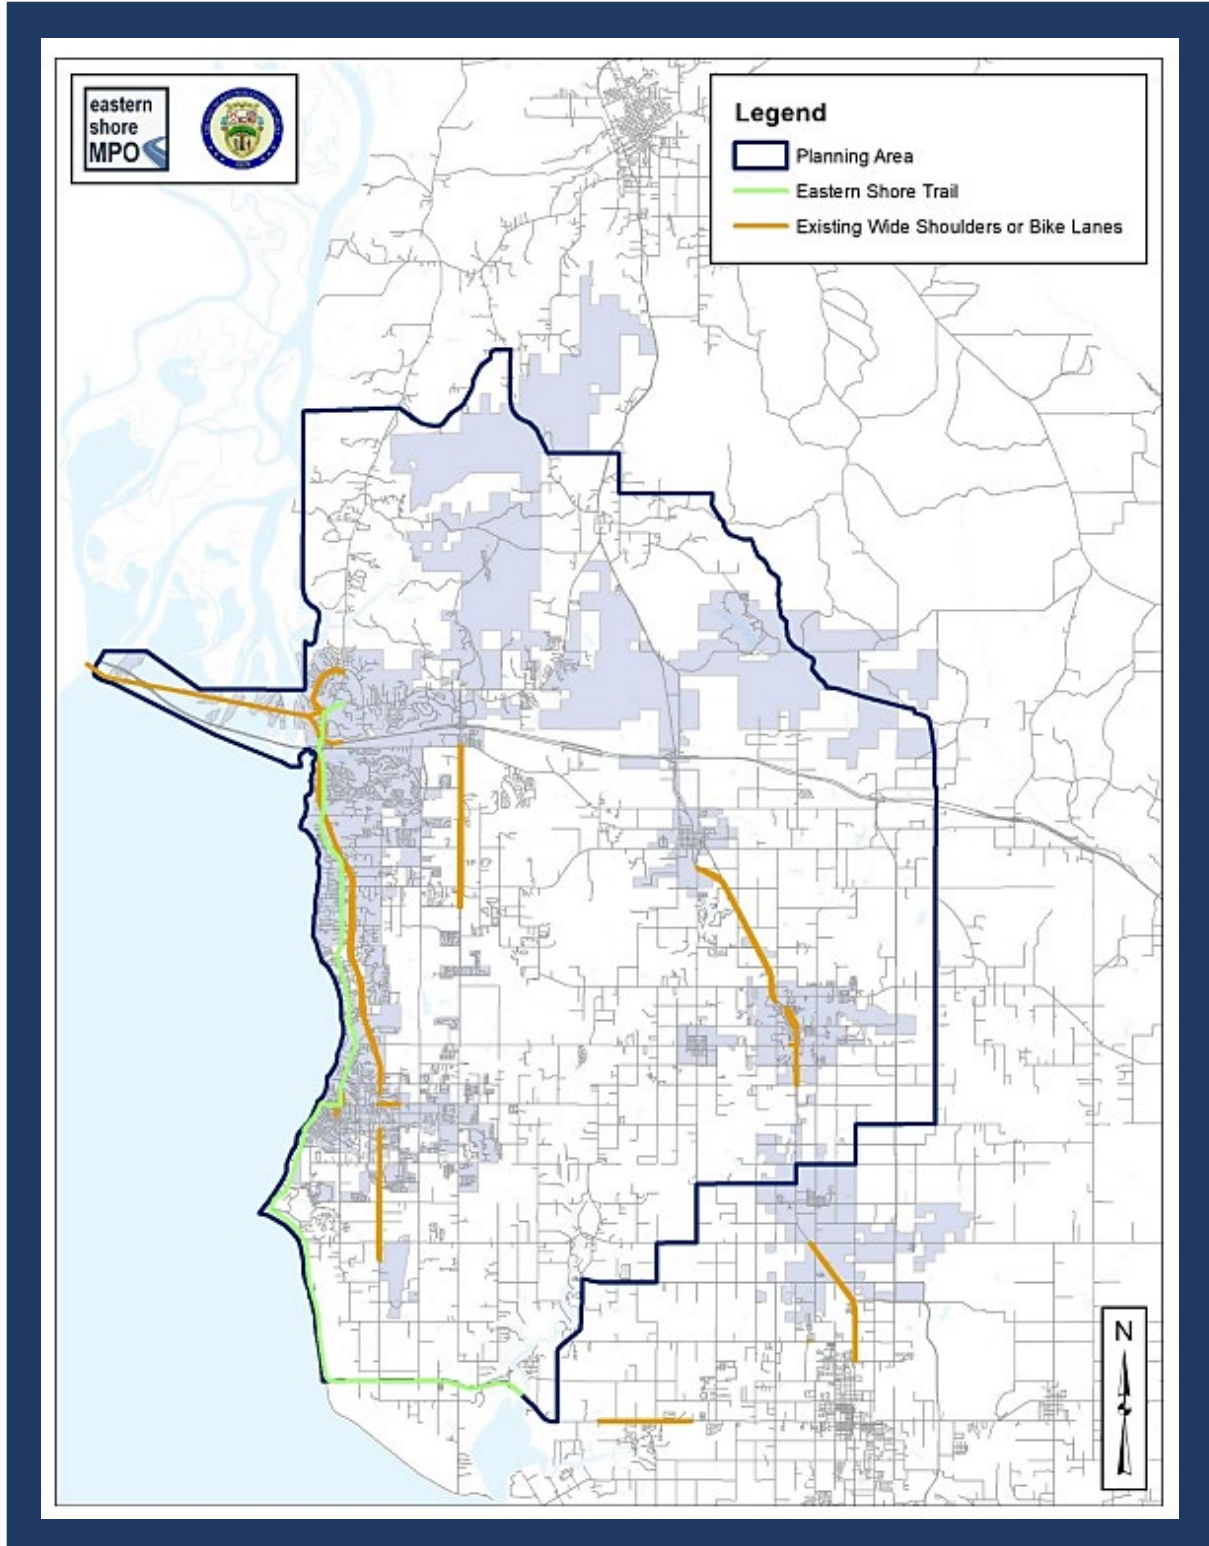 eastern
shore
MPO
Legend
Planning Area
Eastern Shore Trail
Existing Wide Shoulders or Bike Lanes
N